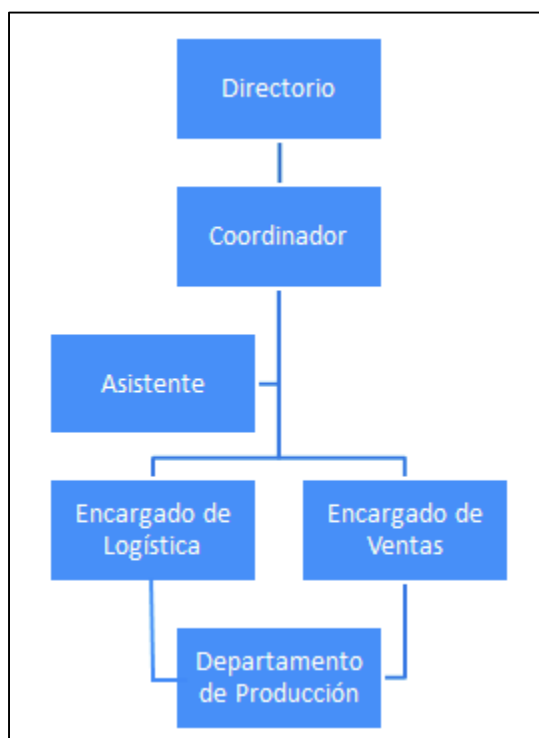 Directorio
Coordinador
Asistente
Encargado de
Logística
Encargado de
Ventas
Departamento
de Producción